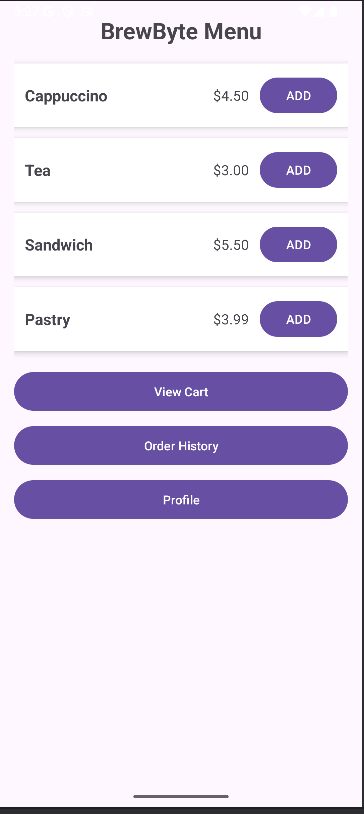 BrewByte Menu
Cappuccino $4.50 ADD
Tea $3.00 ADD
Sandwich $5.50 ADD
Pastry $3.99 ADD
View Cart
Order History
Profile